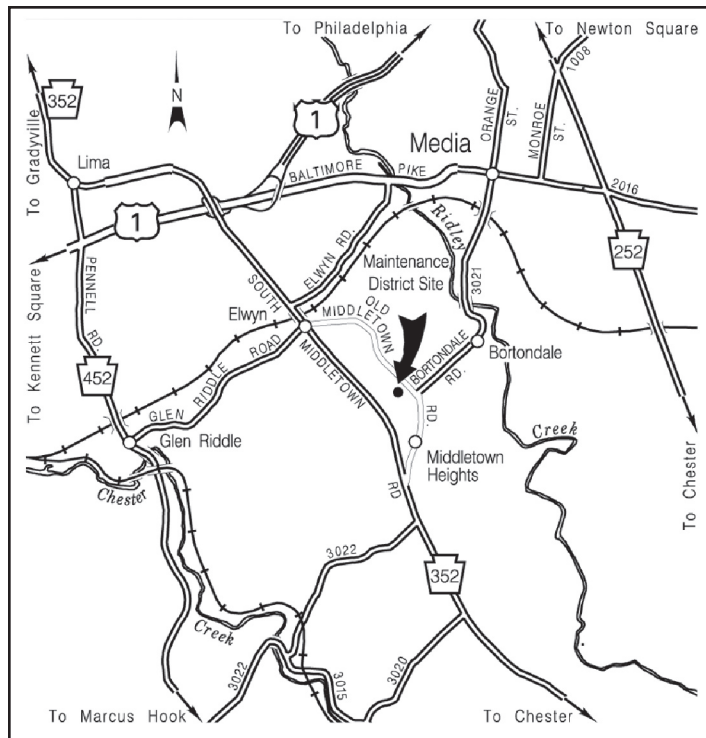 To Philadelphia
To Newton Square
1008
352
N
1
ORANGE
ST.
MONROE
ST.
To Gradyville
Lima
Media
BALTIMORE
PIKE
2016
1
Ridley
252
To Kennett Square
PENNELL
RD.
SOUTH
MIDDLETOWN
RD
ELWYN RD.
Maintenance
District Site
3021
Elwyn
OLD
MIDDLETOWN
RD.
BORTONDALE
RD.
Bortondale
452
GLEN
RIDDLE
ROAD
Glen Riddle
Middletown
Heights
Creek
To Chester
Chester
3022
352
Creek
3022
3015
3020
To Marcus Hook
To Chester